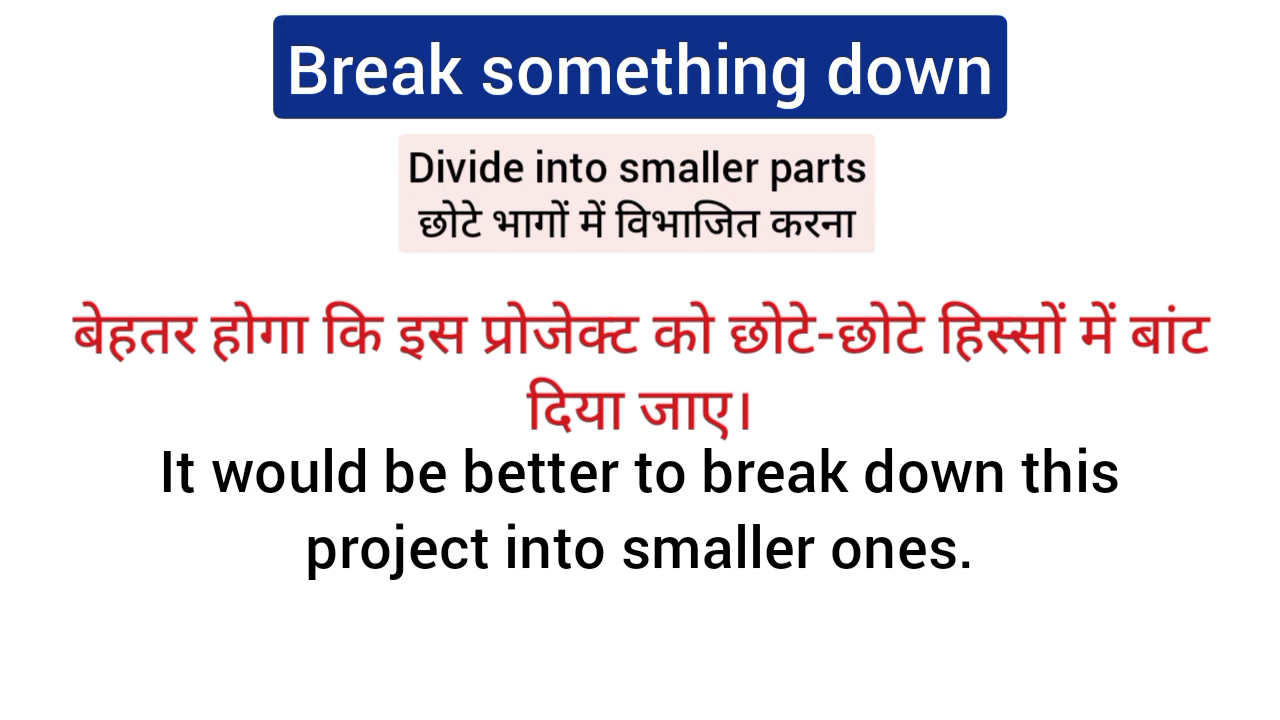 Break something down
Divide into smaller parts
छोटे भागों में विभाजित करना
बेहतर होगा कि इस प्रोजेक्ट को छोटे-छोटे हिस्सों में बांट
दिया जाए।
It would be better to break down this
project into smaller ones.